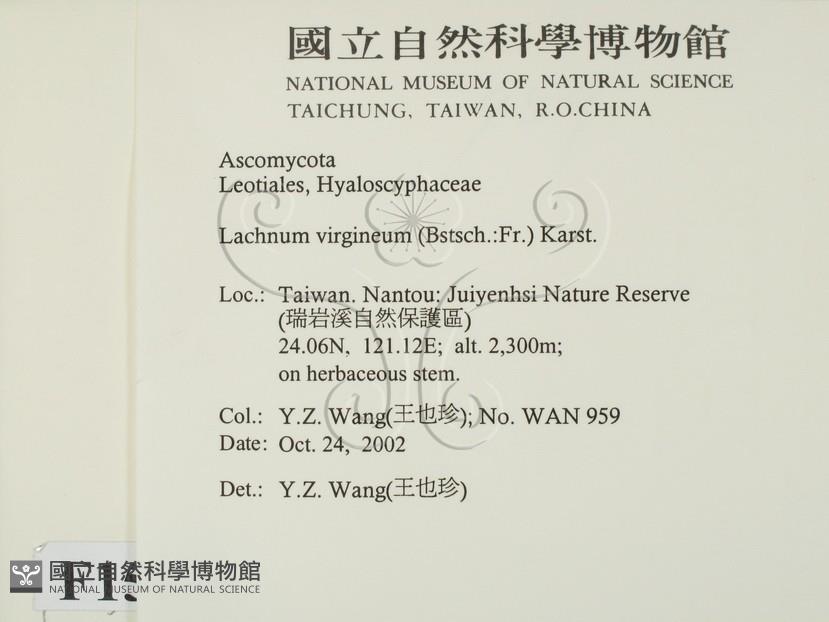 國立自然科學博物館
NATIONAL MUSEUM OF NATURAL SCIENCE
TAICHUNG, TAIWAN, R.O.CHINA
Ascomycota
Leotiales, Hyaloscyphaceae
Lachnum virgineum (Bstsch.:Fr.) Karst.
Loc.: Taiwan. Nantou: Juiyenhsi Nature Reserve
(瑞岩溪自然保護區)
24.06N, 121.12E; alt. 2,300m;
on herbaceous stem.
Col.: Y.Z. Wang(王也珍); No. WAN 959
Date: Oct. 24, 2002
Det.: Y.Z. Wang(王也珍)
國立自然科學博物館
NATIONAL MUSEUM OF NATURAL SCIENCE